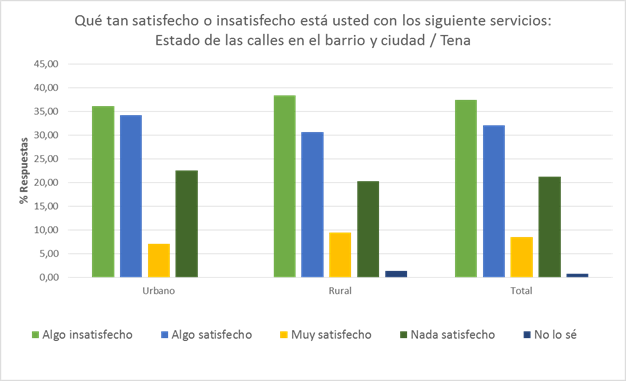 Qué tan satisfecho o insatisfecho está usted con los siguiente servicios:
Estado de las calles en el barrio y ciudad / Tena
% Respuestas
45,00
40,00
35,00
30,00
25,00
20,00
15,00
10,00
5,00
0,00
Urbano Rural Total
Algo insatisfecho Algo satisfecho Muy satisfecho Nada satisfecho No lo sé